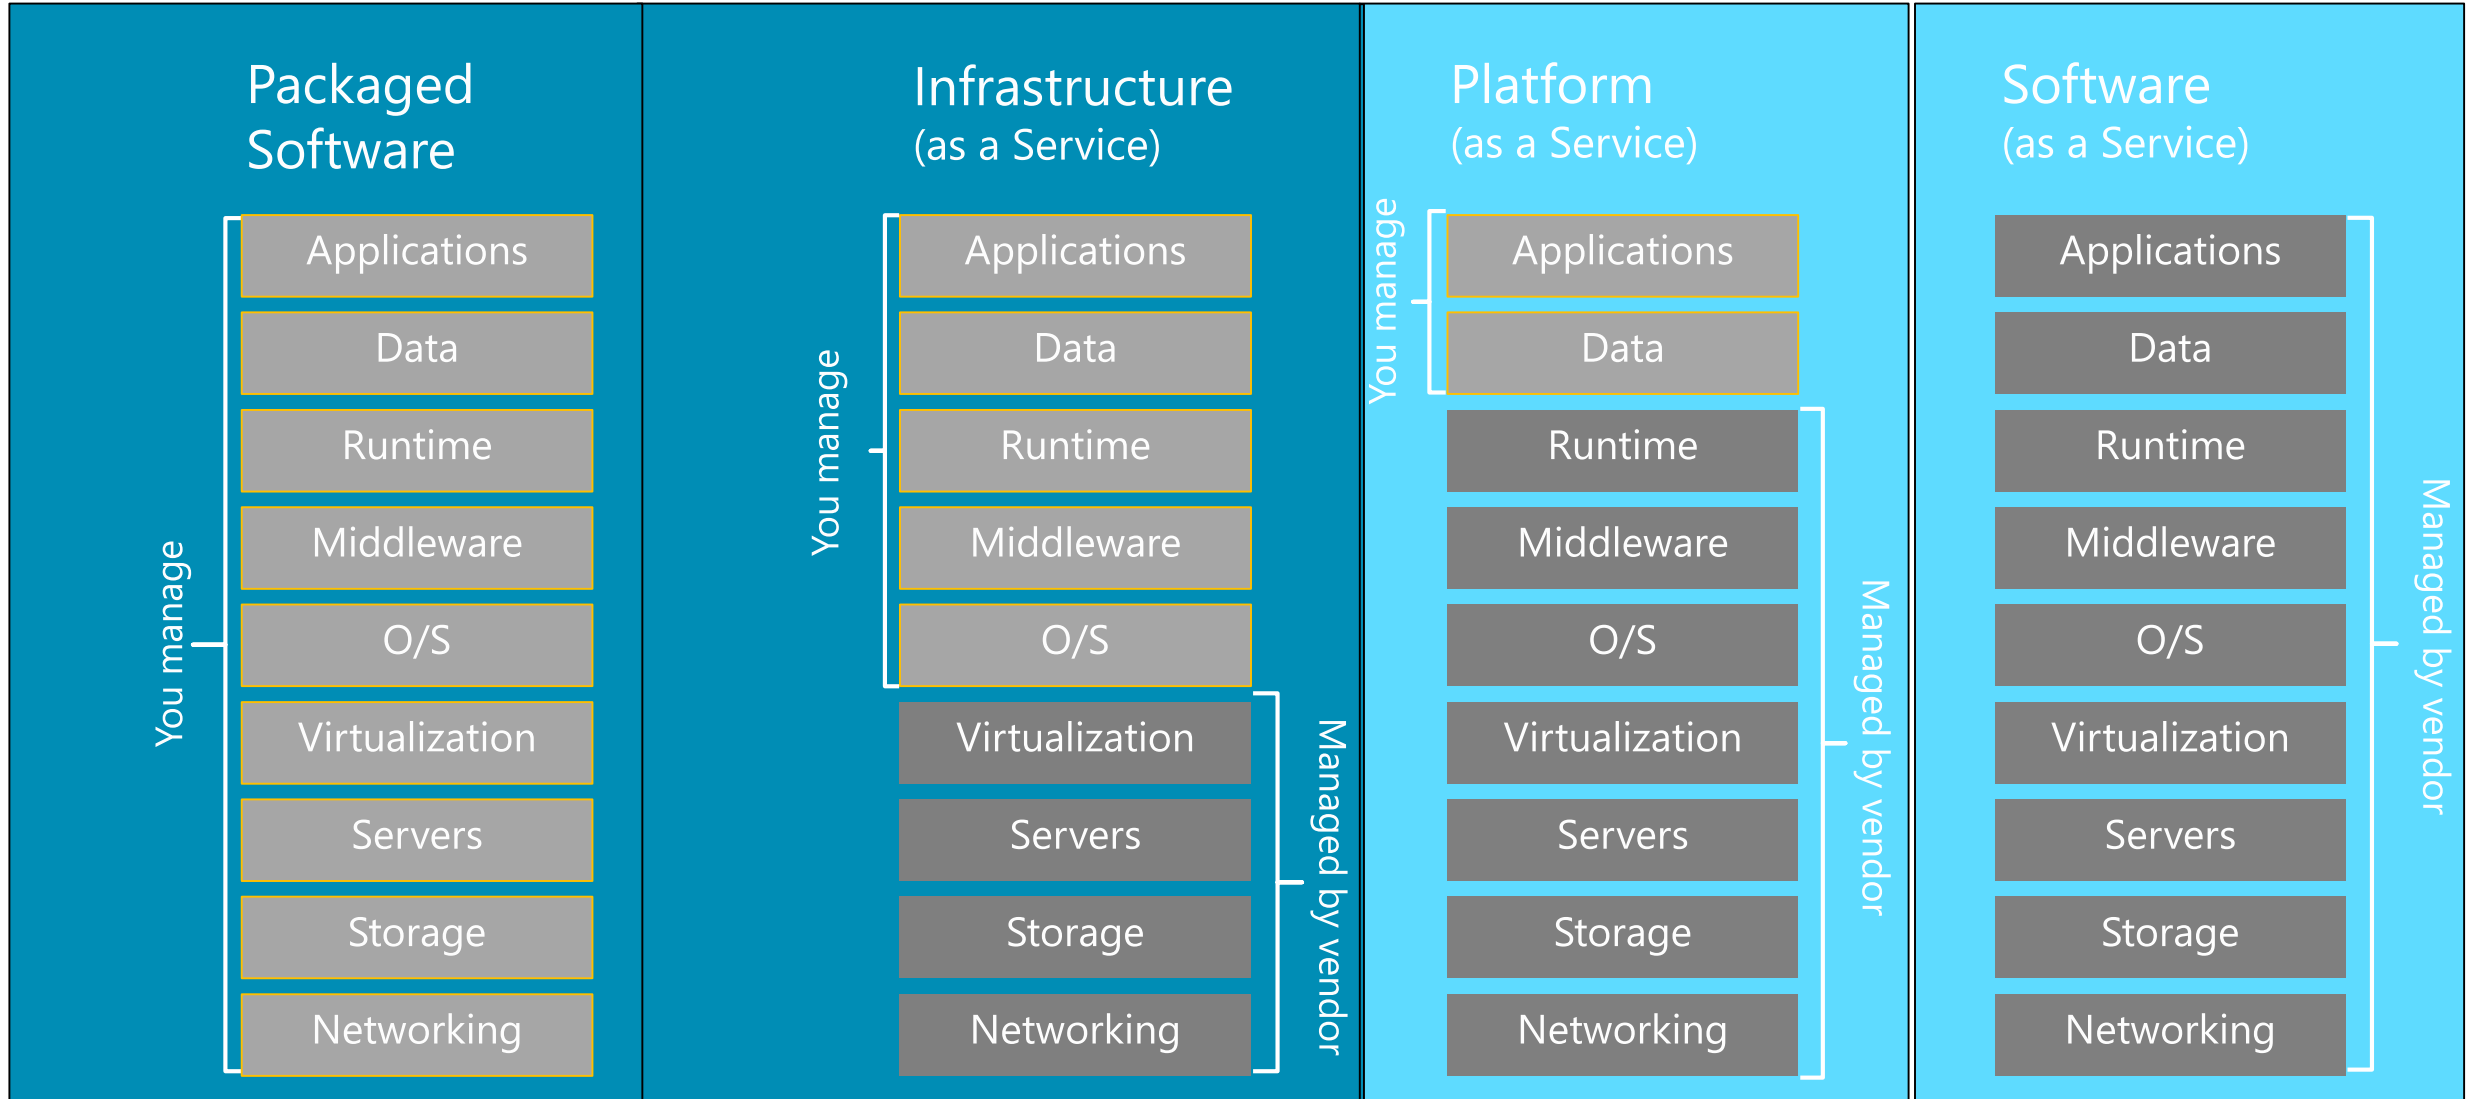 Packaged
Software
You manage
Applications
Data
Runtime
Middleware
O/S
Virtualization
Servers
Storage
Networking
Infrastructure
(as a Service)
You manage
Applications
Data
Runtime
Middleware
O/S
Virtualization
Servers
Storage
Networking
Managed by vendor
Platform
(as a Service)
You manage
Applications
Data
Runtime
Middleware
O/S
Virtualization
Servers
Storage
Networking
Managed by vendor
Software
(as a Service)
Applications
Data
Runtime
Middleware
O/S
Virtualization
Servers
Storage
Networking
Managed by vendor